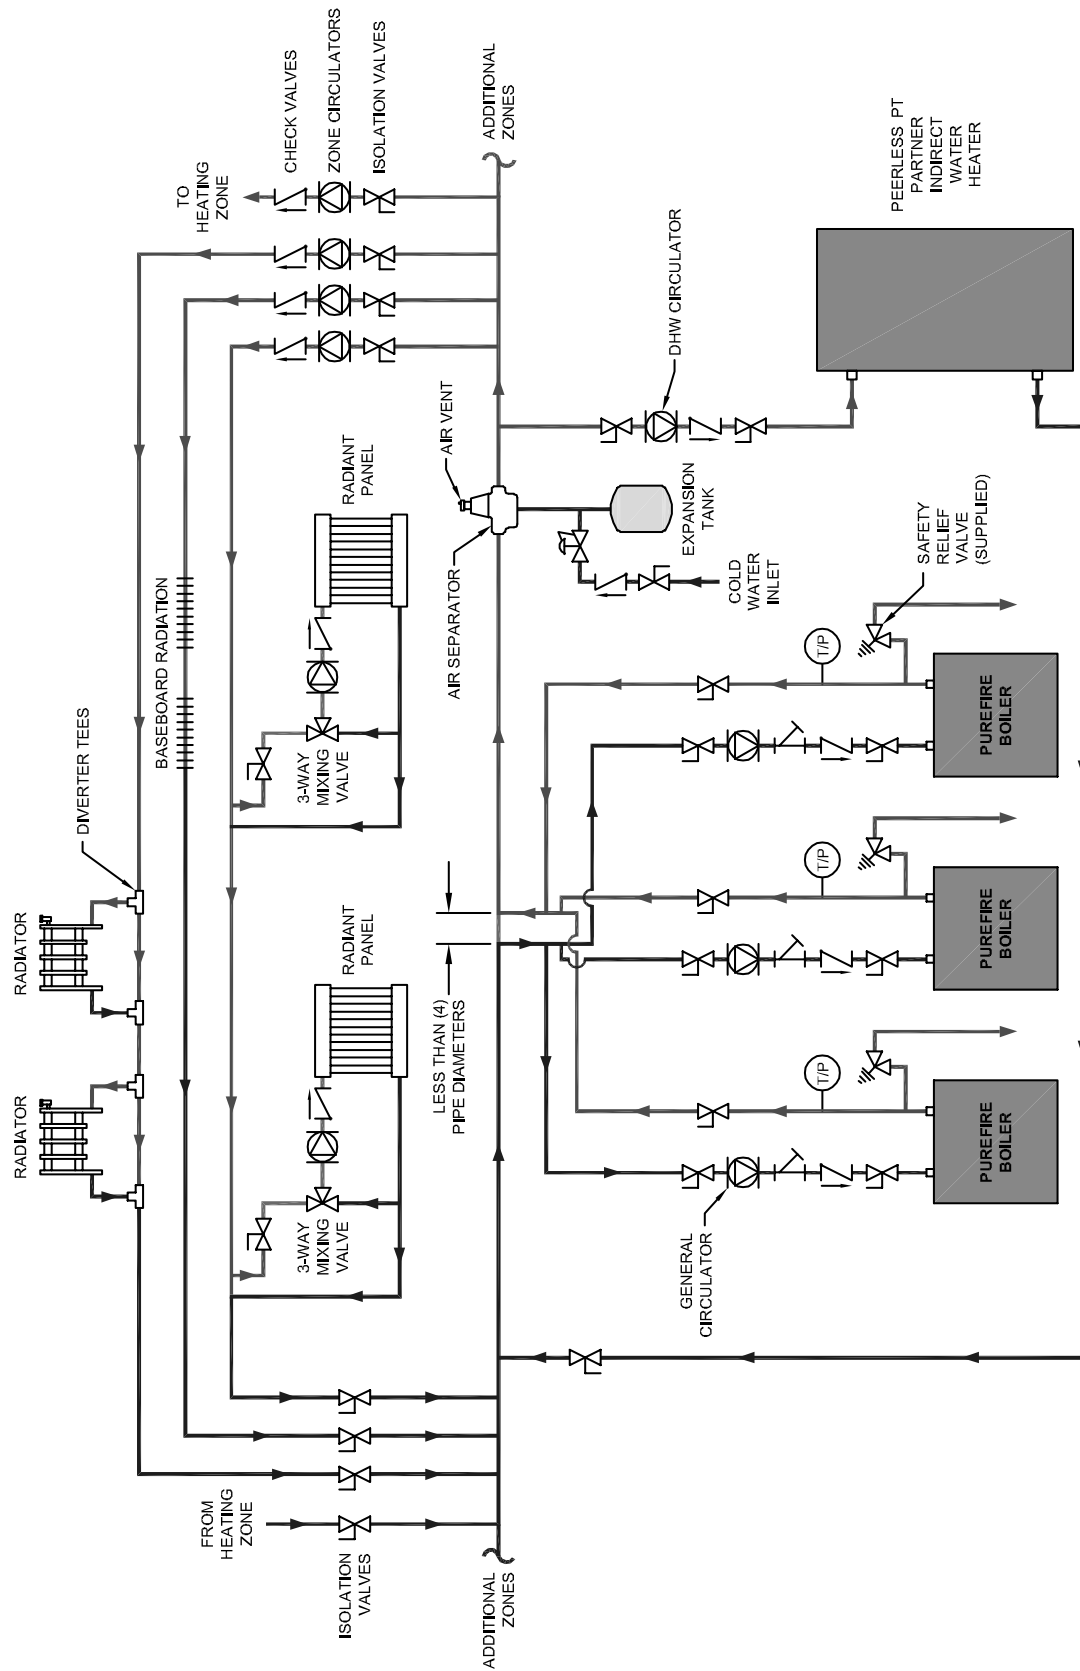 RADIATOR
RADIATOR
DIVERTER TEES
BASEBOARD RADIATION
TO
HEATING
ZONE
CHECK VALVES
ZONE CIRCULATORS
ISOLATION VALVES
FROM
HEATING
ZONE
ISOLATION
VALVES
3-WAY
MIXING
VALVE
RADIANT
PANEL
3-WAY
MIXING
VALVE
RADIANT
PANEL
AIR VENT
AIR SEPARATOR
ADDITIONAL
ZONES
ADDITIONAL
ZONES
LESS THAN (4)
PIPE DIAMETERS
COLD
WATER
INLET
EXPANSION
TANK
DHW CIRCULATOR
PEERLESS PT
PARTNER
INDIRECT
WATER
HEATER
GENERAL
CIRCULATOR
T/P
T/P
T/P
SAFETY
RELIEF
VALVE
(SUPPLIED)
PUREFIRE
BOILER
PUREFIRE
BOILER
PUREFIRE
BOILER